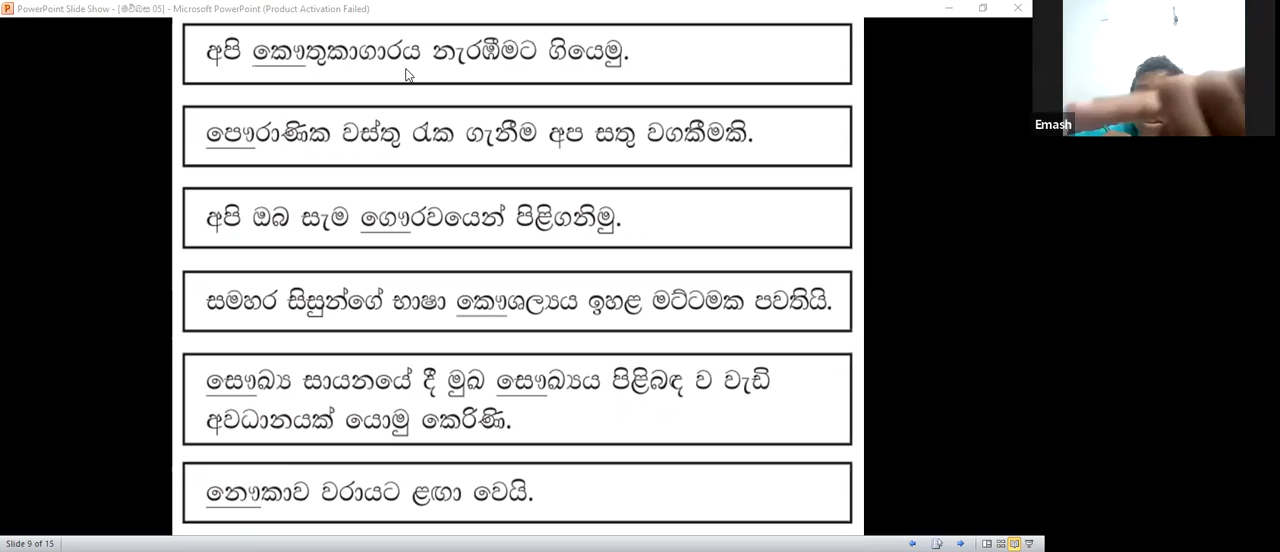 PowerPoint Slide Show - [මව්බස 05] - Microsoft PowerPoint (Product Activation Failed)
අපි කෞතුකාගාරය නැරඹීමට ගියෙමු.
Emash
පෞරාණික වස්තු රැක ගැනීම අප සතු වගකීමකි.
අපි ඔබ සැම ගෞරවයෙන් පිළිගනිමු.
සමහර සිසුන්ගේ භාෂා කෞශල්‍යය ඉහළ මට්ටමක පවතියි.
සෞඛ්‍ය සායනයේ දී මුඛ සෞඛ්‍යය පිළිබඳ ව වැඩි
අවධානයක් යොමු කෙරිණි.
නෞකාව වරායට ළඟා වෙයි.
Slide 9 of 15